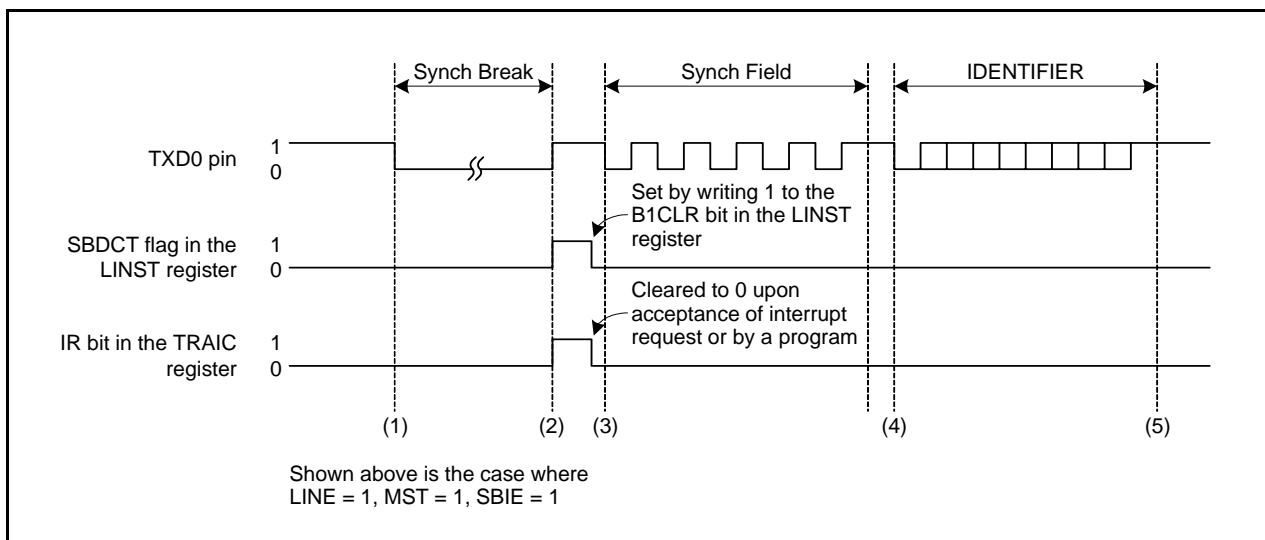 Synch Break
Synch Field
IDENTIFIER
TXD0 pin
1
0
Set by writing 1 to the
B1CLR bit in the LINST
register
SBDCT flag in the
LINST register
1
0
Cleared to 0 upon
acceptance of interrupt
request or by a program
IR bit in the TRAIC
register
1
0
(1)
(2)
(3)
(4)
(5)
Shown above is the case where
LINE = 1, MST = 1, SBIE = 1